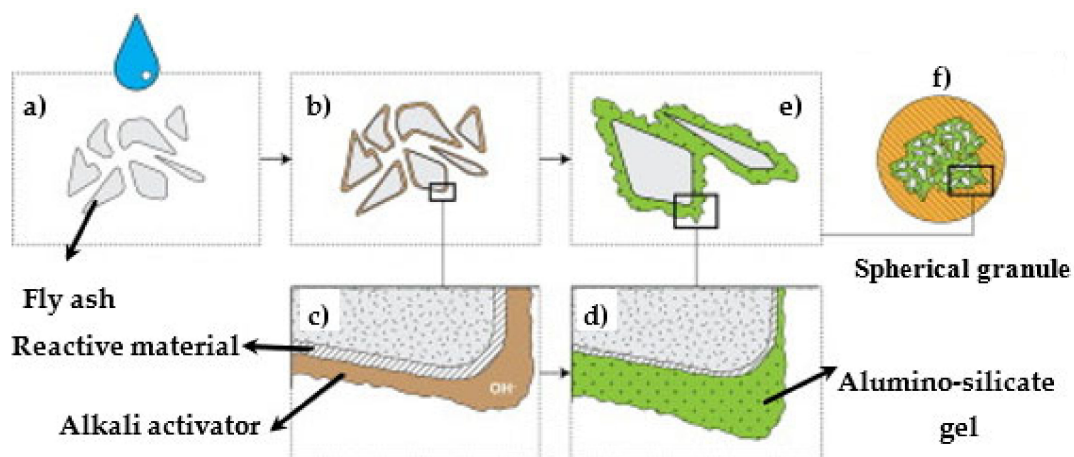 a)
b)
e)
f)
Spherical granule
Fly ash
Reactive material
Alkali activator
c)
OH-
d)
Alumino-silicate
gel